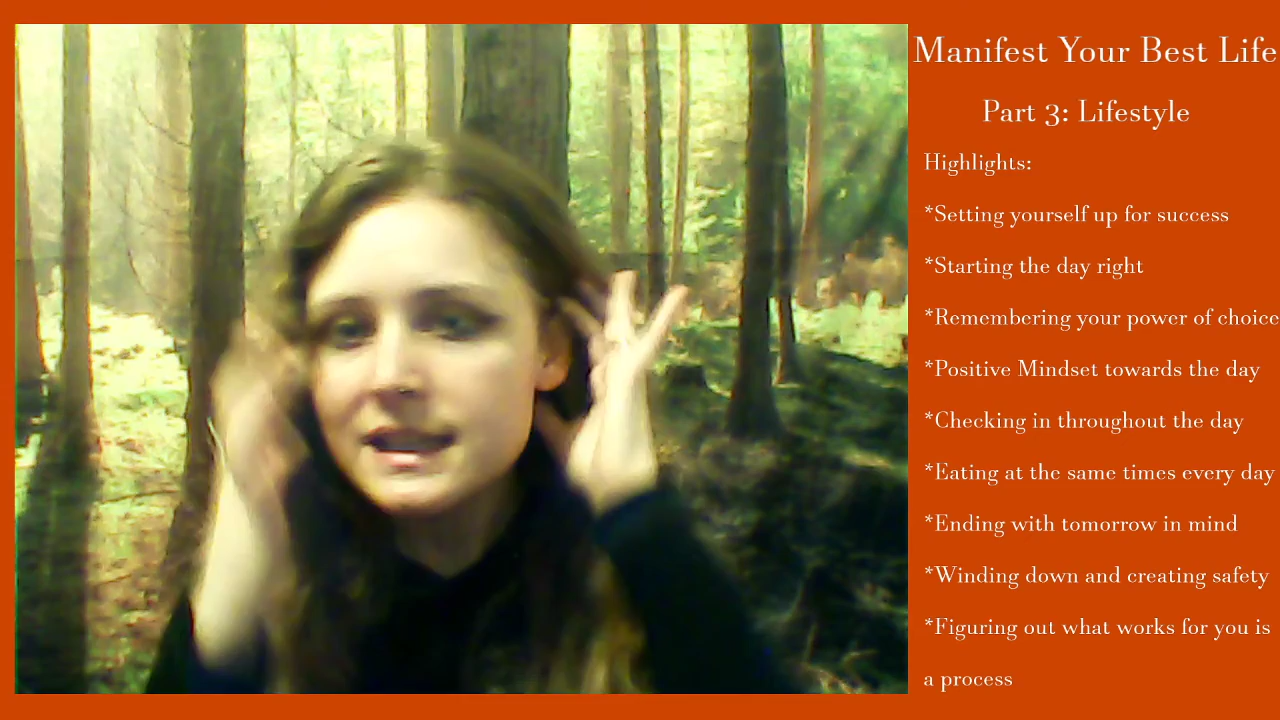 Manifest Your Best Life
Part 3: Lifestyle
Highlights:
*Setting yourself up for success
*Starting the day right
*Remembering your power of choice
*Positive Mindset towards the day
*Checking in throughout the day
*Eating at the same times every day
*Ending with tomorrow in mind
*Winding down and creating safety
*Figuring out what works for you is
a process